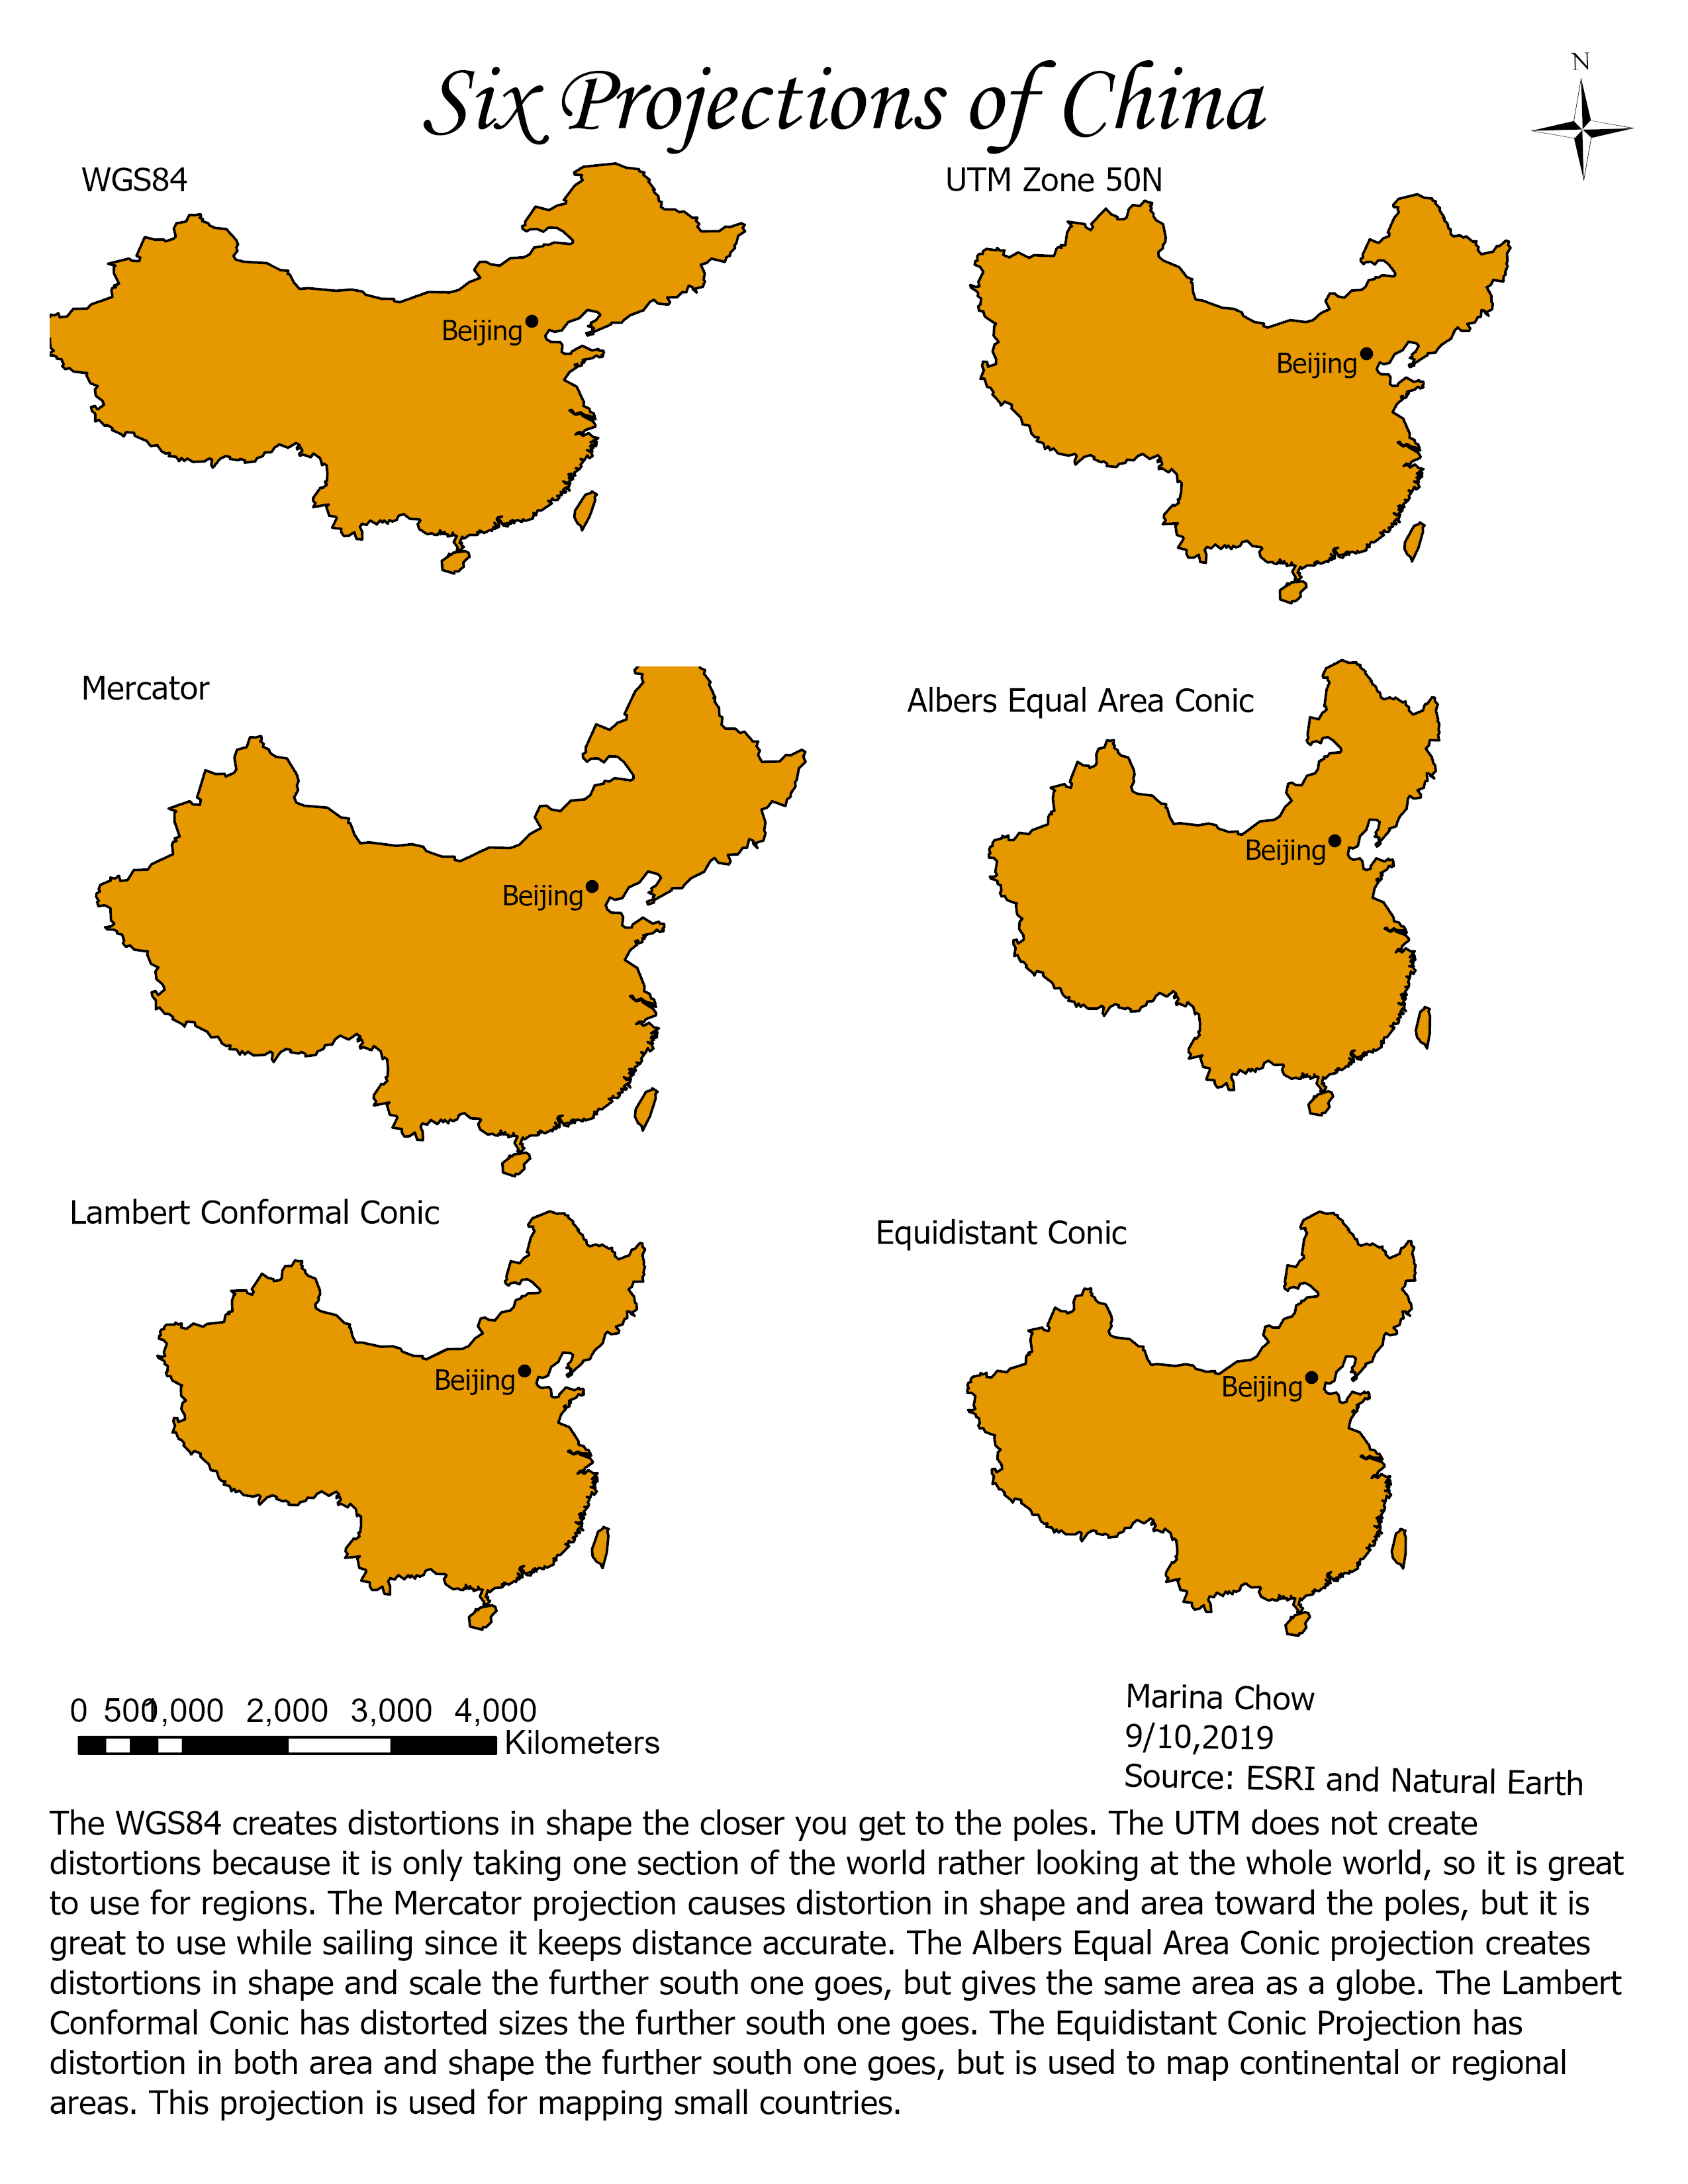 Six Projections of China
N
WGS84
UTM Zone 50N
Beijing
Beijing
Mercator
Albers Equal Area Conic
Beijing
Beijing
Lambert Conformal Conic
Equidistant Conic
Beijing
Beijing
0 500 1,000 2,000 3,000 4,000
Kilometers
Marina Chow
9/10,2019
Source: ESRI and Natural Earth
The WGS84 creates distortions in shape the closer you get to the poles. The UTM does not create
distortions because it is only taking one section of the world rather looking at the whole world, so it is great
to use for regions. The Mercator projection causes distortion in shape and area toward the poles, but it is
great to use while sailing since it keeps distance accurate. The Albers Equal Area Conic projection creates
distortions in shape and scale the further south one goes, but gives the same area as a globe. The Lambert
Conformal Conic has distorted sizes the further south one goes. The Equidistant Conic Projection has
distortion in both area and shape the further south one goes, but is used to map continental or regional
areas. This projection is used for mapping small countries.